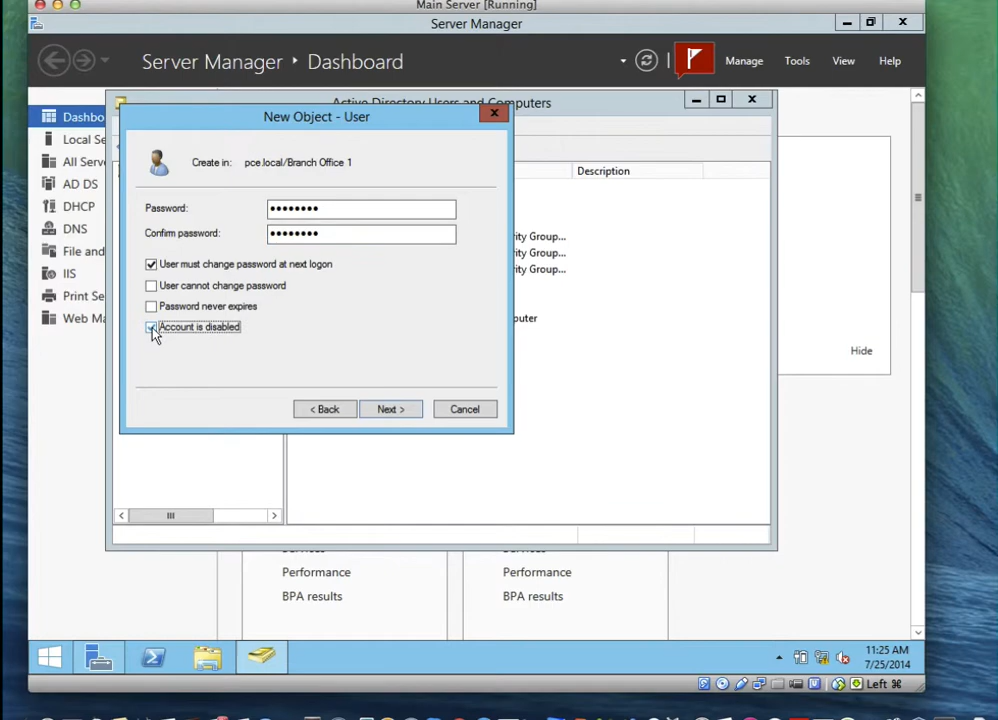 Main Server [Running]
Server Manager
Server Manager ‣ Dashboard
Manage
Tools
View
Help
Dashbo
Local Se
All Serve
AD DS
DHCP
DNS
File and
IIS
Print Se
Web Ma
Active Directory Users and Computers
Description
rity Group...
rity Group...
rity Group...
puter
New Object - User
Create in: pce.local/Branch Office 1
Password: ••••••••
Confirm password: ••••••••
User must change password at next logon
User cannot change password
Password never expires
Account is disabled
< Back
Next >
Cancel
Hide
Performance
BPA results
Performance
BPA results
11:25 AM
7/25/2014
Left ⌘